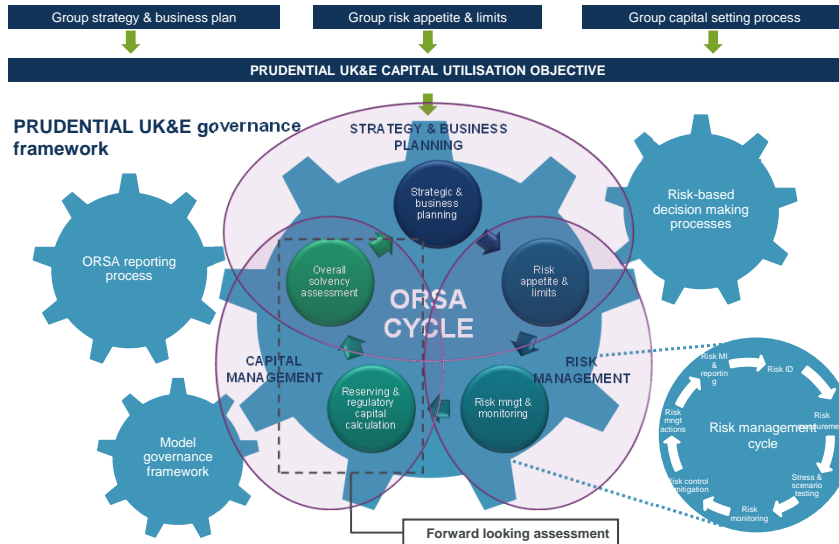 Group strategy & business plan
Group risk appetite & limits
Group capital setting process
PRUDENTIAL UK&E CAPITAL UTILISATION OBJECTIVE
PRUDENTIAL UK&E governance
framework
STRATEGY & BUSINESS
PLANNING
Strategic &
business
planning
Risk-based
decision making
processes
ORSA reporting
process
Overall
solvency
assessment
Risk
appetite &
limits
ORSA
CYCLE
CAPITAL
MANAGEMENT
RISK
MANAGEMENT
Reserving &
regulatory
capital
calculation
Risk mngt &
monitoring
Model
governance
framework
Risk MI
& reportin
g
Risk ID
Risk
mngt
actions
Risk
measurement
Risk management
cycle
Risk control
mitigation
Stress &
scenario
testing
Risk
monitoring
Forward looking assessment